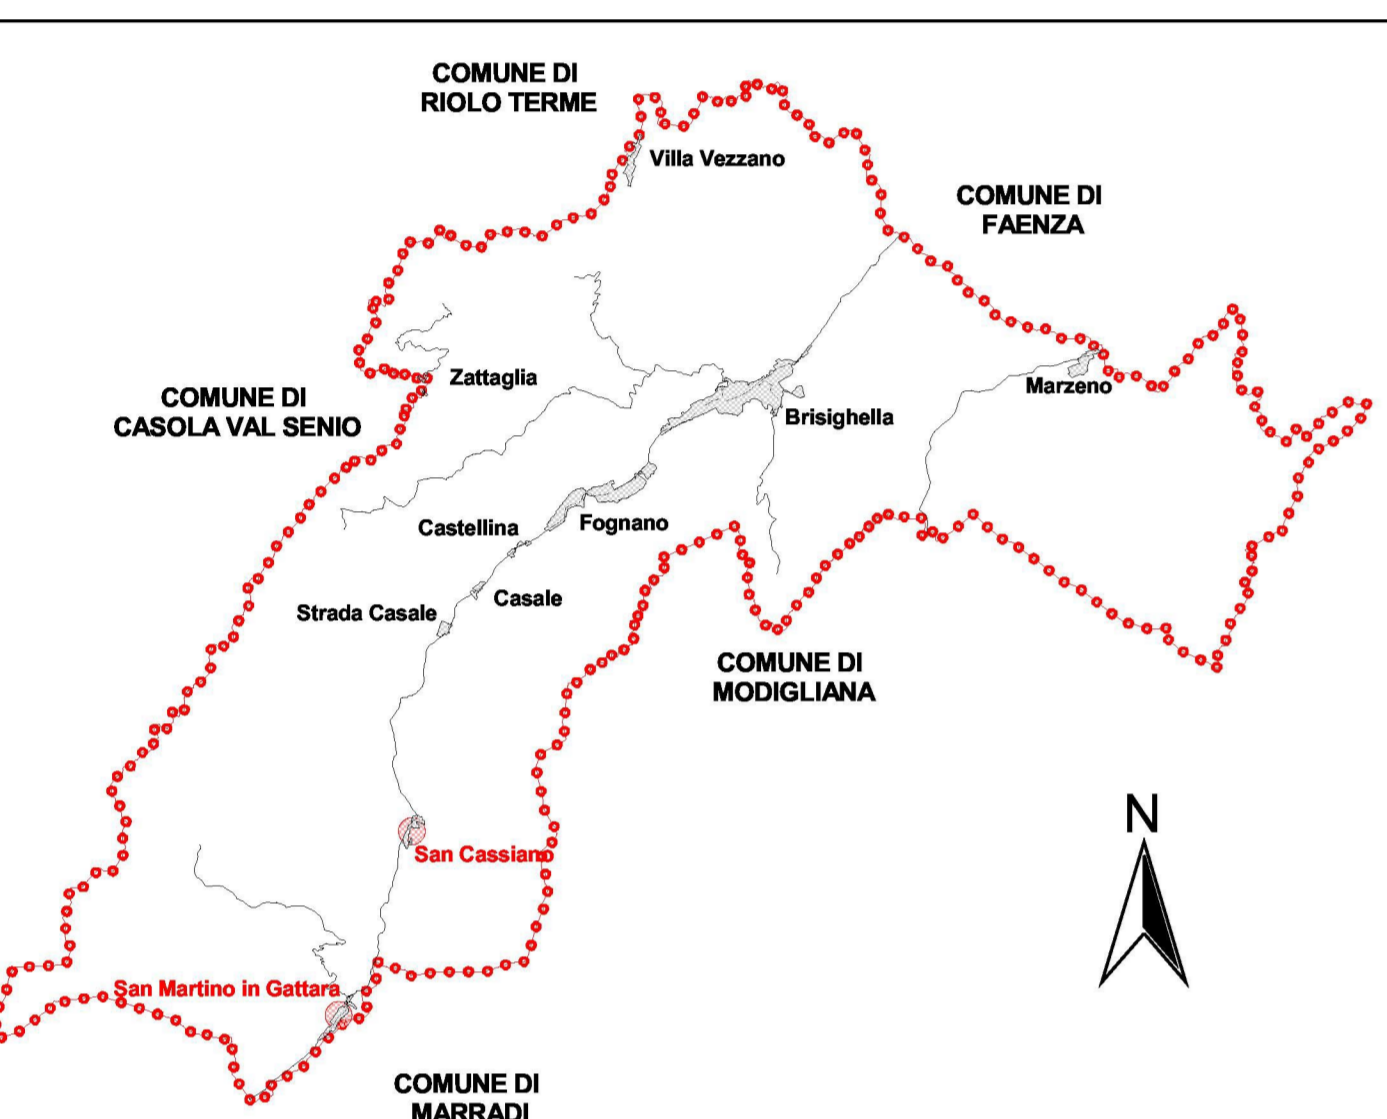 COMUNE DI
RIOLO TERME
Villa Vezzano
COMUNE DI
FAENZA
Zattaglia
Marzeno
COMUNE DI
CASOLA VAL SENIO
Brisighella
Castellina
Fognano
Casale
Strada Casale
COMUNE DI
MODIGLIANA
N
San Cassiano
San Martino in Gattara
COMUNE DI
MARRADI